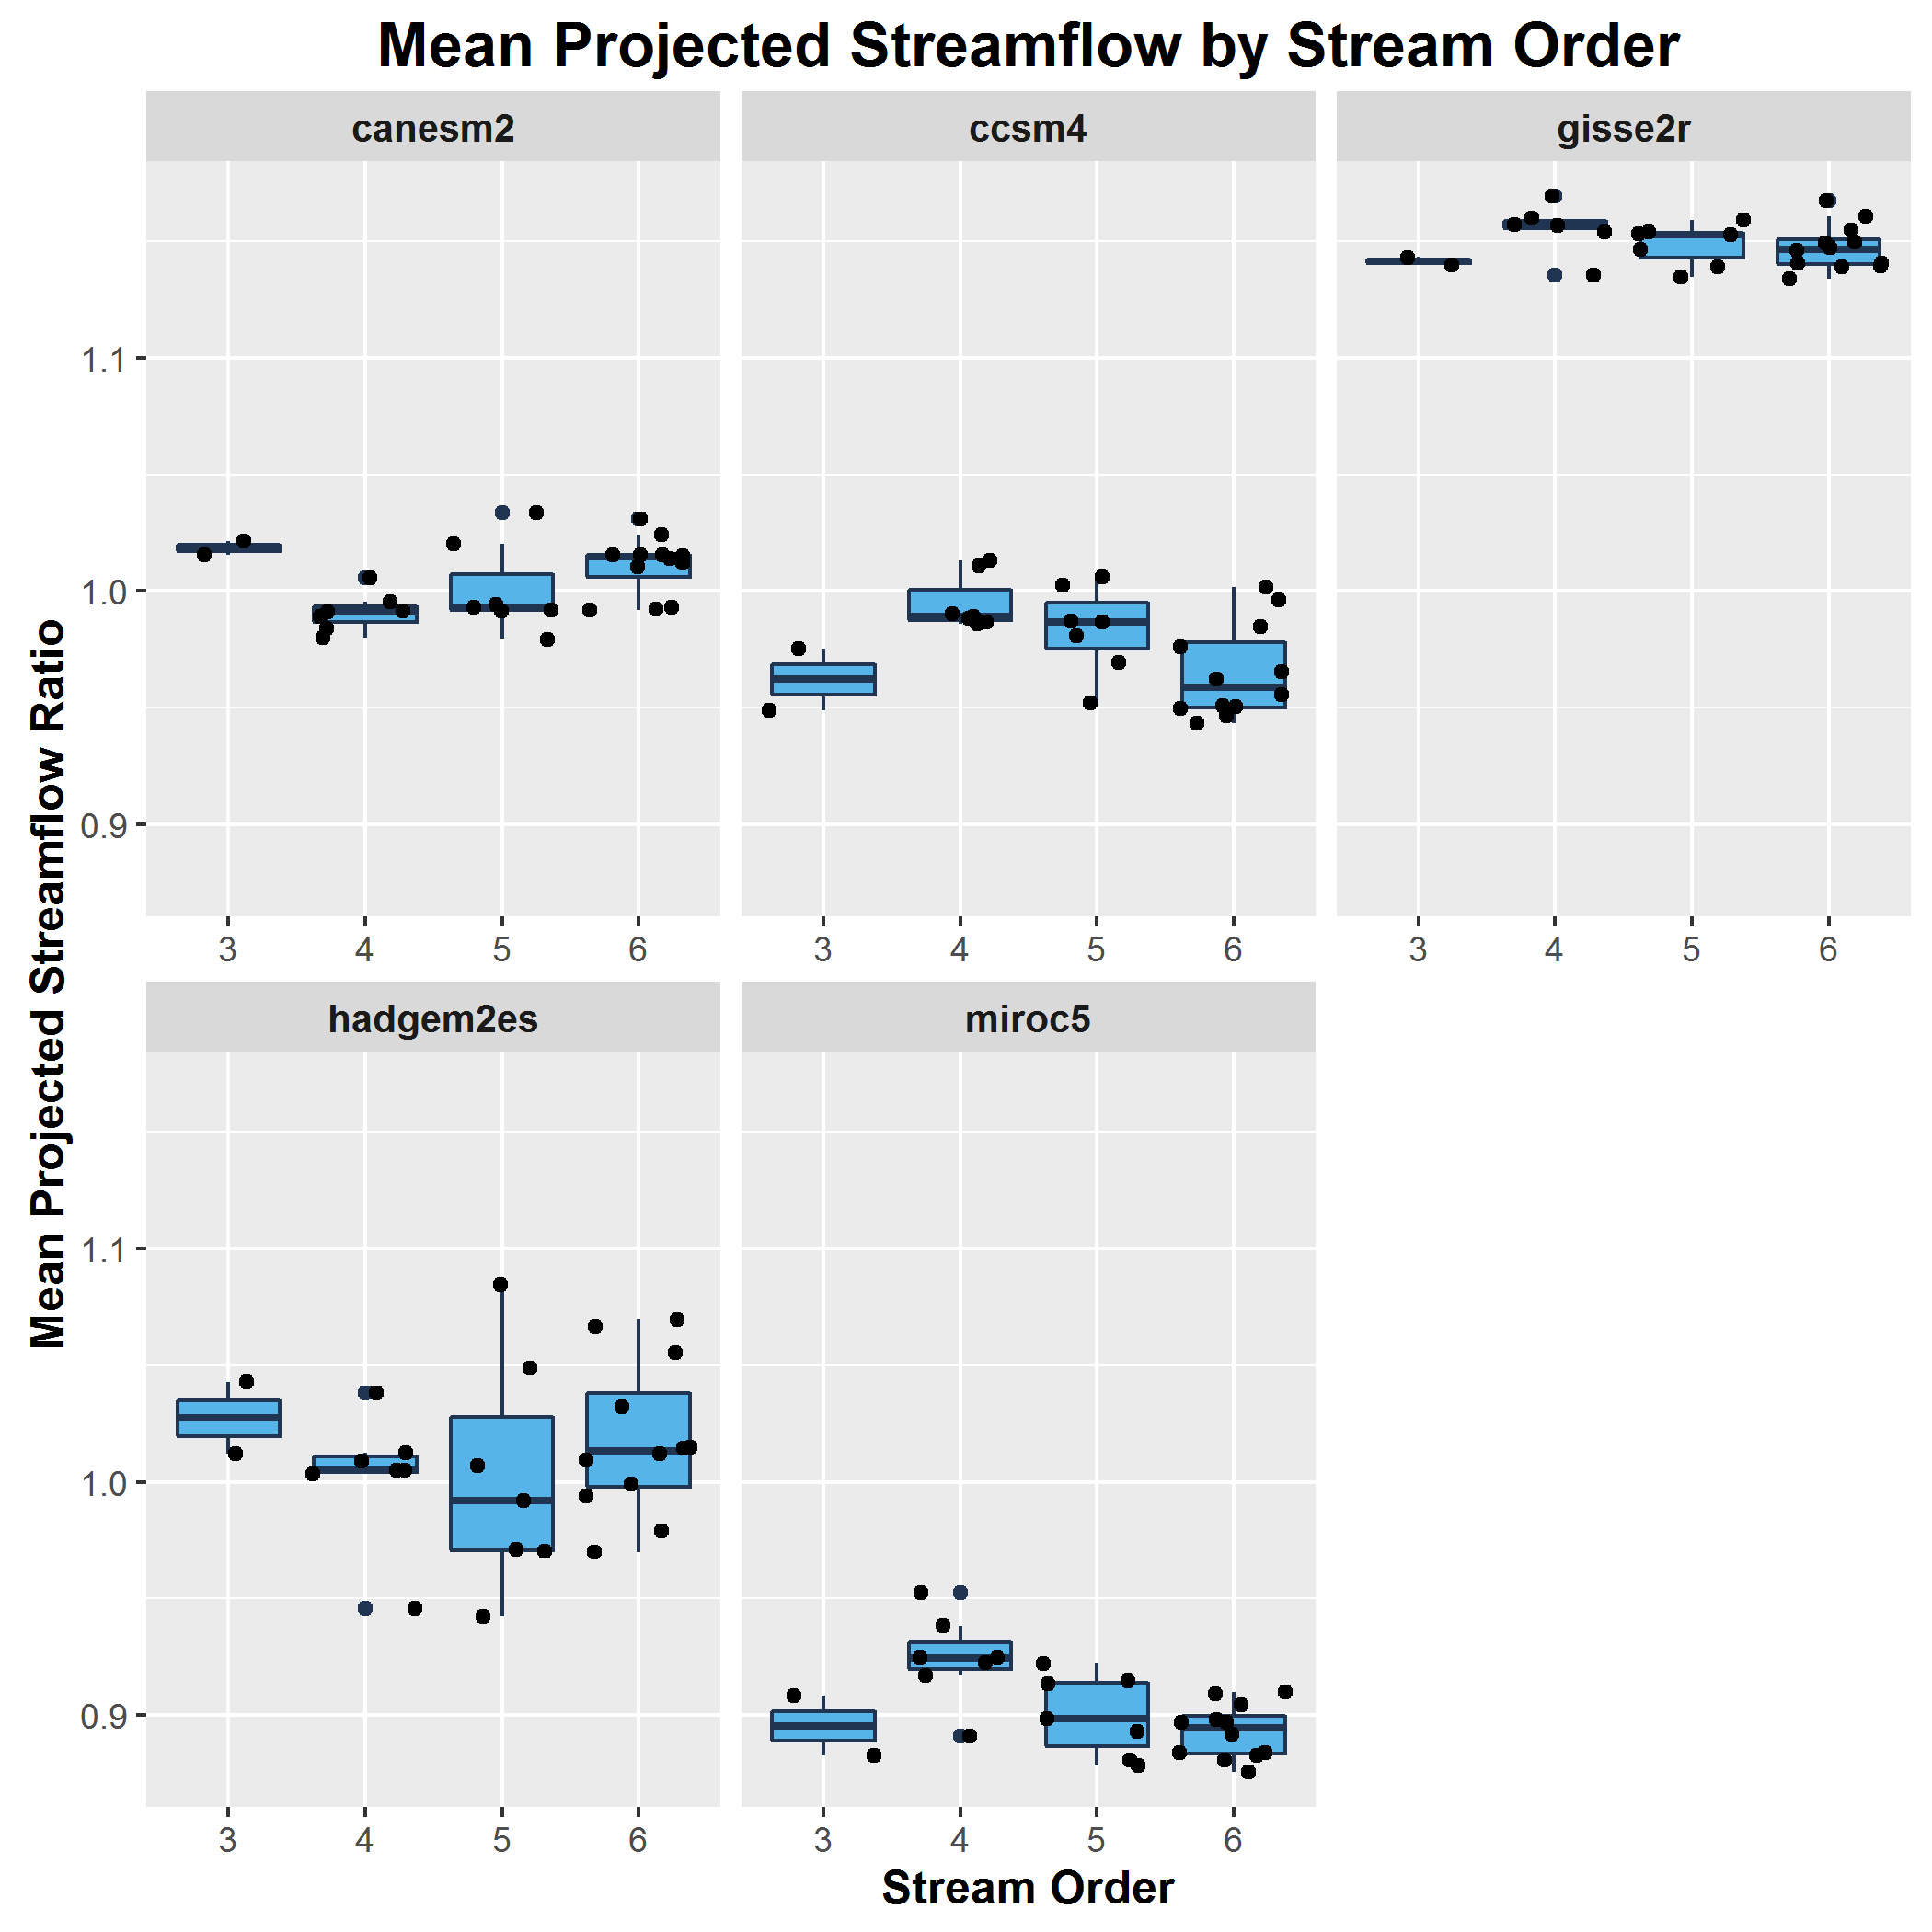 Mean Projected Streamflow by Stream Order
canesm2
ccsm4
gisse2r
1.1
1.0
0.9
3 4 5 6
3 4 5 6
3 4 5 6
Mean Projected Streamflow Ratio
hadgem2es
miroc5
1.1
1.0
0.9
3 4 5 6
3 4 5 6
Stream Order